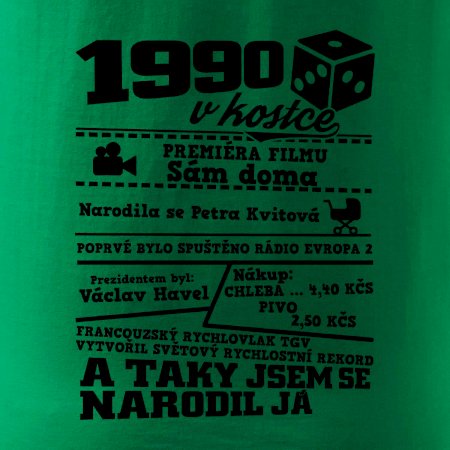 1990
v kostce
PREMIÉRA FILMU
Sám doma
Narodila se Petra Kvitová
POPRVÉ BYLO SPUŠTĚNO RÁDIO EVROPA 2
Prezidentem byl:
Václav Havel
Nákup:
CHLEBA ... 4,40 KČS
PIVO
2,50 KČS
FRANCOUZSKÝ RYCHLOVLAK TGV
VYTVOŘIL SVĚTOVÝ RYCHLOSTNÍ REKORD
A TAKY JSEM SE
NARODIL JÁ